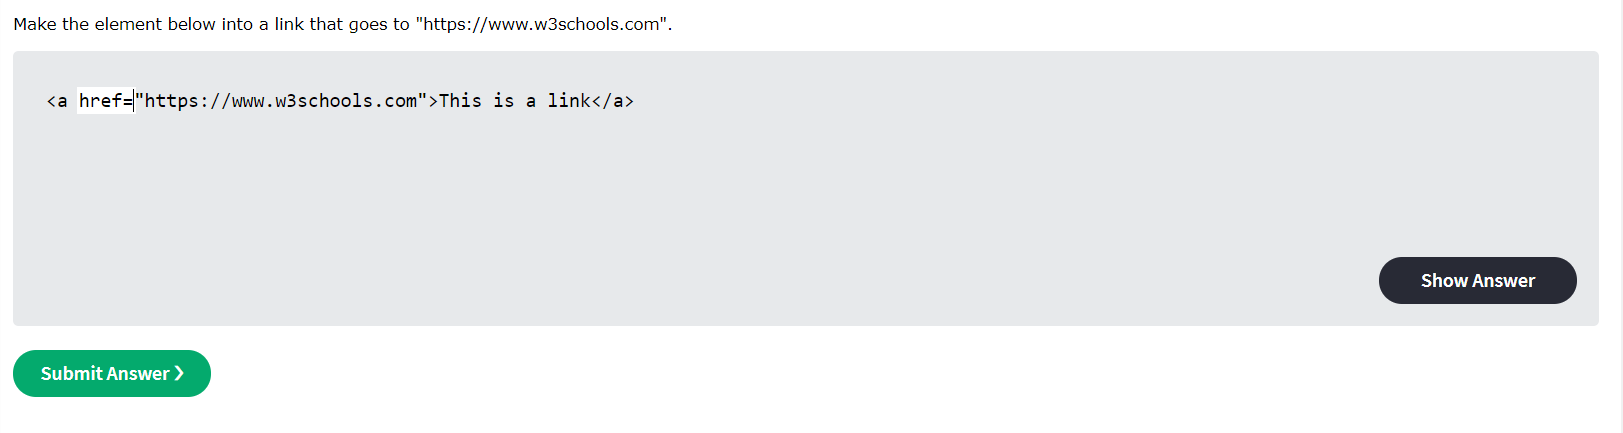 Make the element below into a link that goes to "https://www.w3schools.com".
<a href="https://www.w3schools.com">This is a link</a>
Show Answer
Submit Answer ❯